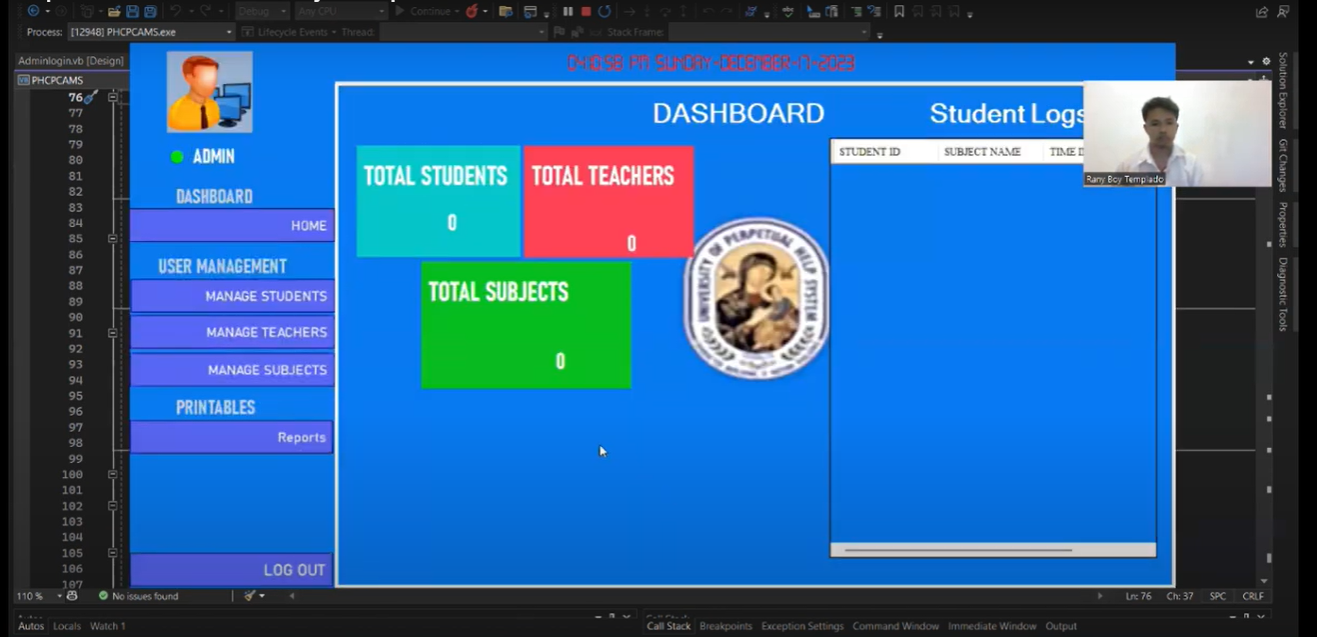 Debug
Any CPU
Continue
Process: [12948] PHCPCAMS.exe
Lifecycle Events
Thread:
Stack Frame:
Adminlogin.vb [Design]
04:10:58 PM SUNDAY-DECEMBER-17-2023
PHCPCAMS
ADMIN
DASHBOARD
HOME
USER MANAGEMENT
MANAGE STUDENTS
MANAGE TEACHERS
MANAGE SUBJECTS
PRINTABLES
Reports
LOG OUT
DASHBOARD
Student Logs
TOTAL STUDENTS
0
TOTAL TEACHERS
0
TOTAL SUBJECTS
0
UNIVERSITY OF PERPETUAL HELP SYSTEM
STUDENT ID SUBJECT NAME TIME
Rany Boy Templado
Solution Explorer
Git Changes
Properties
Diagnostic Tools
76
77
78
79
80
81
82
83
84
85
86
87
88
89
90
91
92
93
94
95
96
97
98
99
100
101
102
103
104
105
106
107
110 %
No issues found
Ln: 76 Ch: 37 SPC CRLF
Autos Locals Watch 1
Call Stack Breakpoints Exception Settings Command Window Immediate Window Output